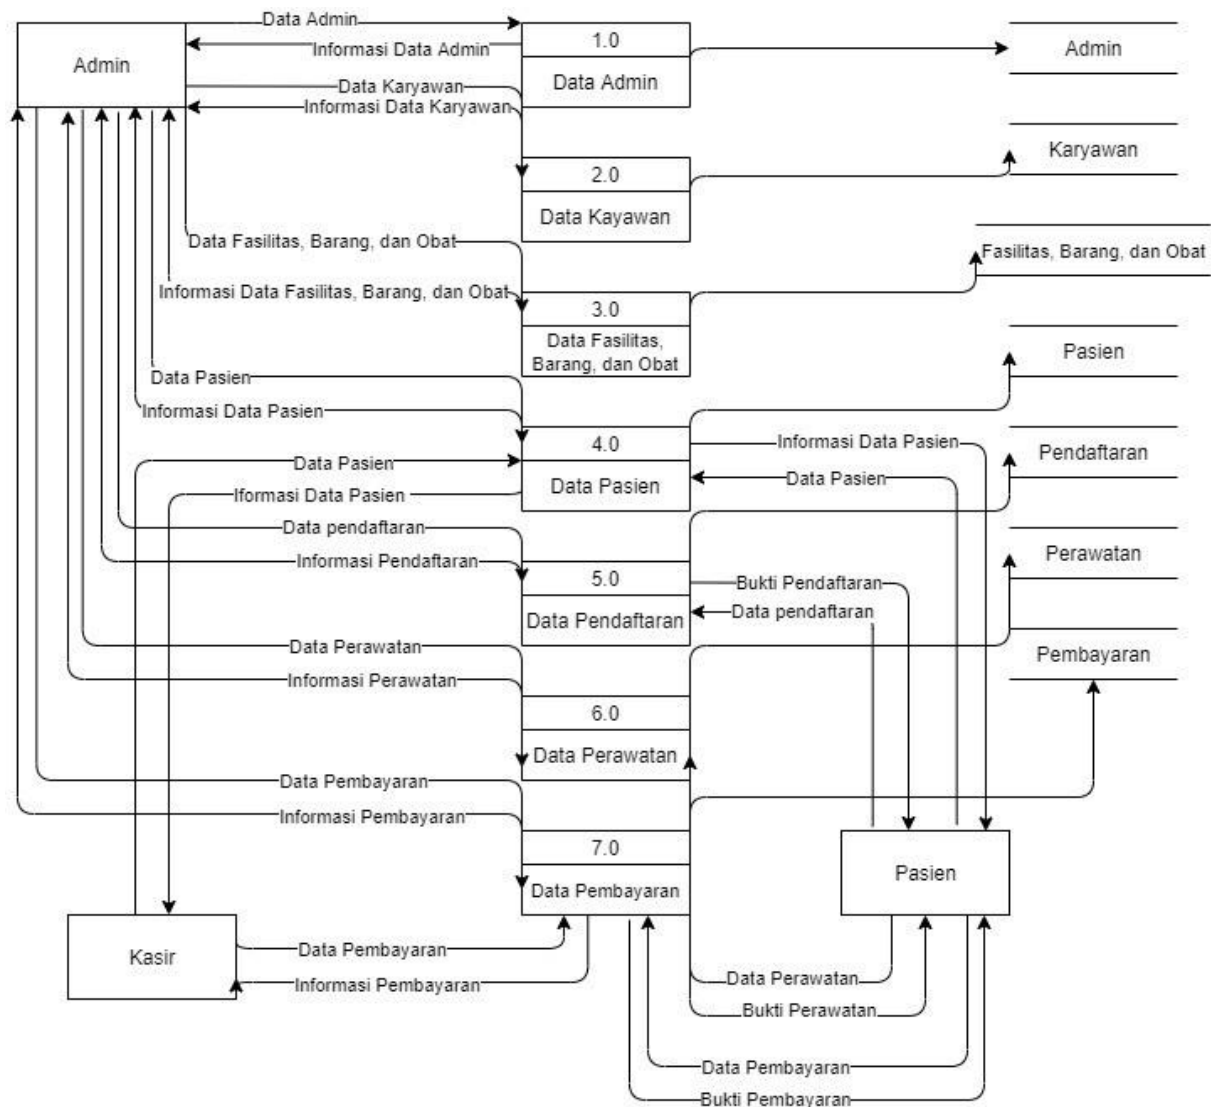 Data Admin
Informasi Data Admin
Admin
1.0
Data Admin
Admin
Data Karyawan
Informasi Data Karyawan
Karyawan
2.0
Data Kayawan
Data Fasilitas, Barang, dan Obat
Fasilitas, Barang, dan Obat
Informasi Data Fasilitas, Barang, dan Obat
3.0
Data Fasilitas,
Barang, dan Obat
Pasien
Data Pasien
Informasi Data Pasien
4.0
Data Pasien
Informasi Data Pasien
Data Pasien
Pendaftaran
Data Pasien
Iformasi Data Pasien
Data pendaftaran
Informasi Pendaftaran
5.0
Data Pendaftaran
Bukti Pendaftaran
Data pendaftaran
Perawatan
Data Perawatan
Informasi Perawatan
Pembayaran
6.0
Data Perawatan
Data Pembayaran
Informasi Pembayaran
7.0
Data Pembayaran
Pasien
Kasir
Data Pembayaran
Informasi Pembayaran
Data Perawatan
Bukti Perawatan
Data Pembayaran
Bukti Pembayaran